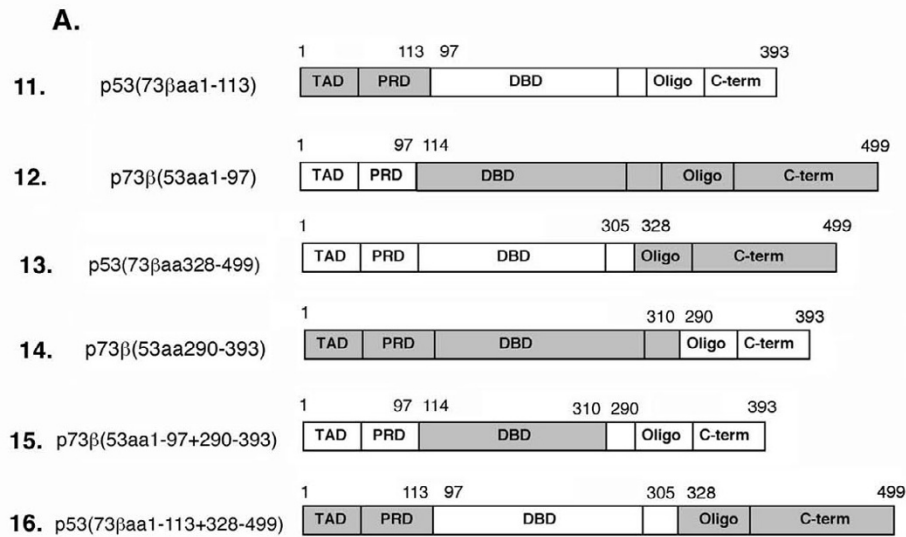 A.
1 113 97 393
11. p53(73βaa1-113) TAD PRD DBD Oligo C-term
1 97 114 499
12. p73β(53aa1-97) TAD PRD DBD Oligo C-term
1 305 328 499
13. p53(73βaa328-499) TAD PRD DBD Oligo C-term
1 310 290 393
14. p73β(53aa290-393) TAD PRD DBD Oligo C-term
1 97 114 310 290 393
15. p73β(53aa1-97+290-393) TAD PRD DBD Oligo C-term
1 113 97 305 328 499
16. p53(73βaa1-113+328-499) TAD PRD DBD Oligo C-term